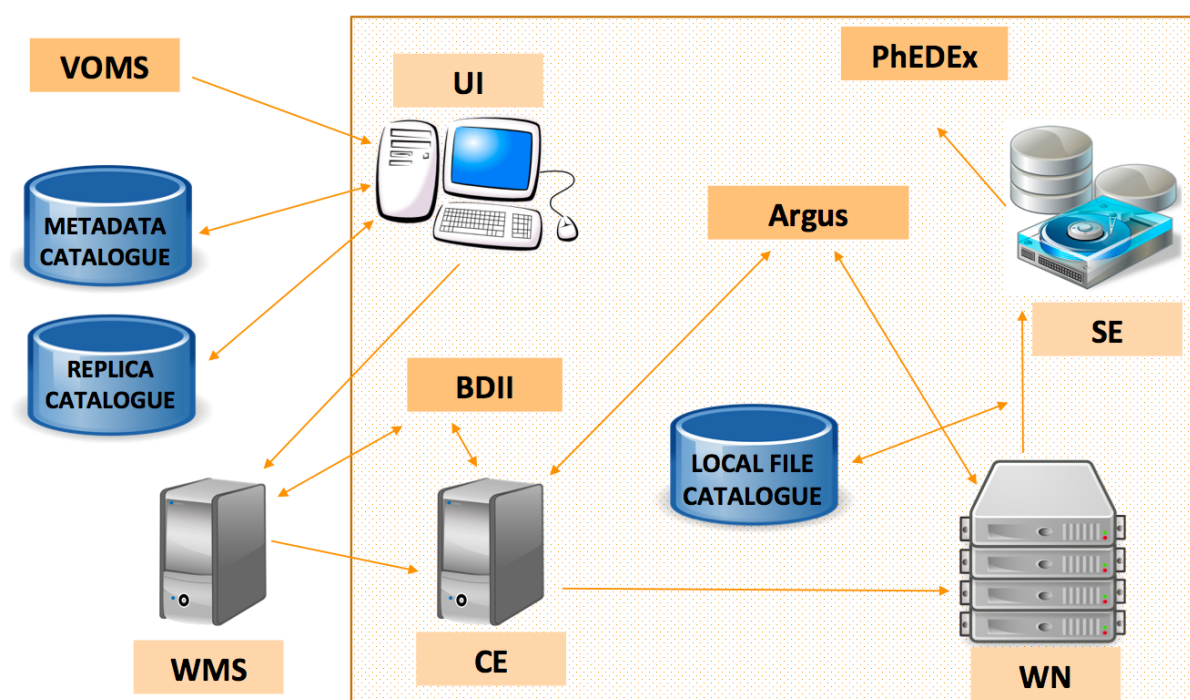 VOMS
UI
PhEDEx
METADATA
CATALOGUE
Argus
REPLICA
CATALOGUE
SE
BDII
LOCAL FILE
CATALOGUE
WMS
CE
WN